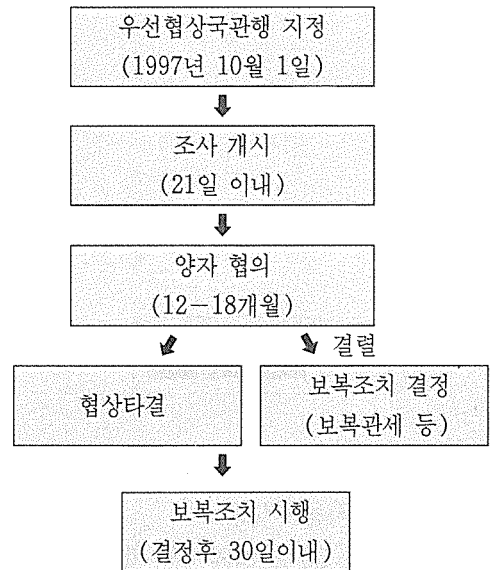 우선협상국관행 지정
(1997년 10월 1일)
조사 개시
(21일 이내)
양자 협의
(12-18개월)
결렬
협상타결
보복조치 결정
(보복관세 등)
보복조치 시행
(결정후 30일이내)